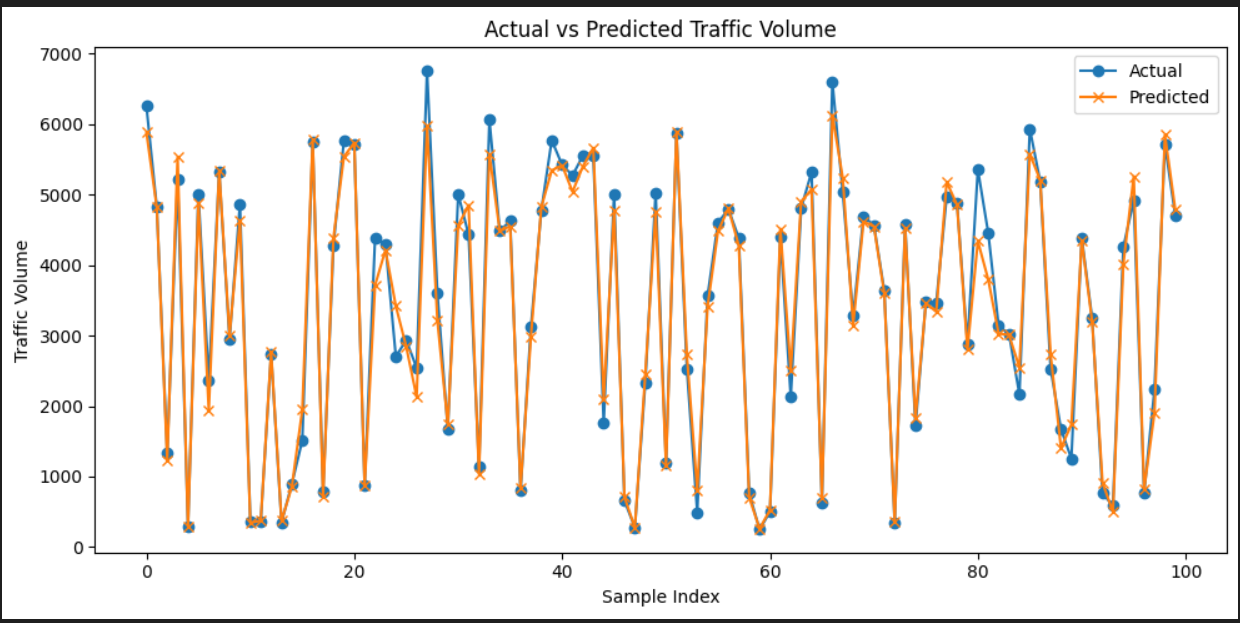 Actual vs Predicted Traffic Volume
Actual
Predicted
7000
6000
5000
4000
3000
2000
1000
0
Traffic Volume
0 20 40 60 80 100
Sample Index